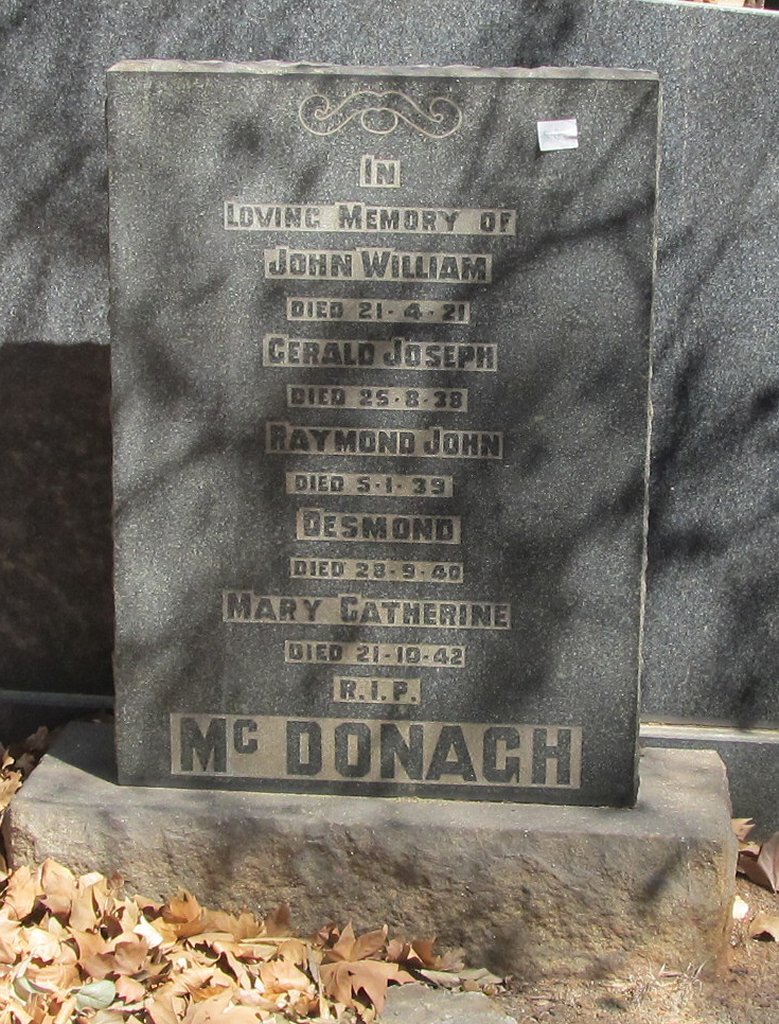 IN
LOVING MEMORY OF
JOHN WILLIAM
DIED 21-4-21
GERALD JOSEPH
DIED 25-8-38
RAYMOND JOHN
DIED 5-1-39
DESMOND
DIED 28-9-40
MARY CATHERINE
DIED 21-10-42
R.I.P.
Mc DONAGH